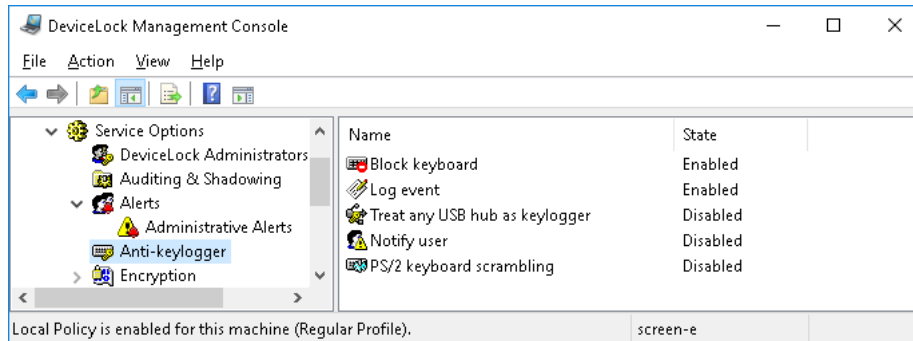 DeviceLock Management Console
File Action View Help
Service Options
DeviceLock Administrators
Auditing & Shadowing
Alerts
Administrative Alerts
Anti-keylogger
Encryption
Name State
Block keyboard Enabled
Log event Enabled
Treat any USB hub as keylogger Disabled
Notify user Disabled
PS/2 keyboard scrambling Disabled
Local Policy is enabled for this machine (Regular Profile). screen-e